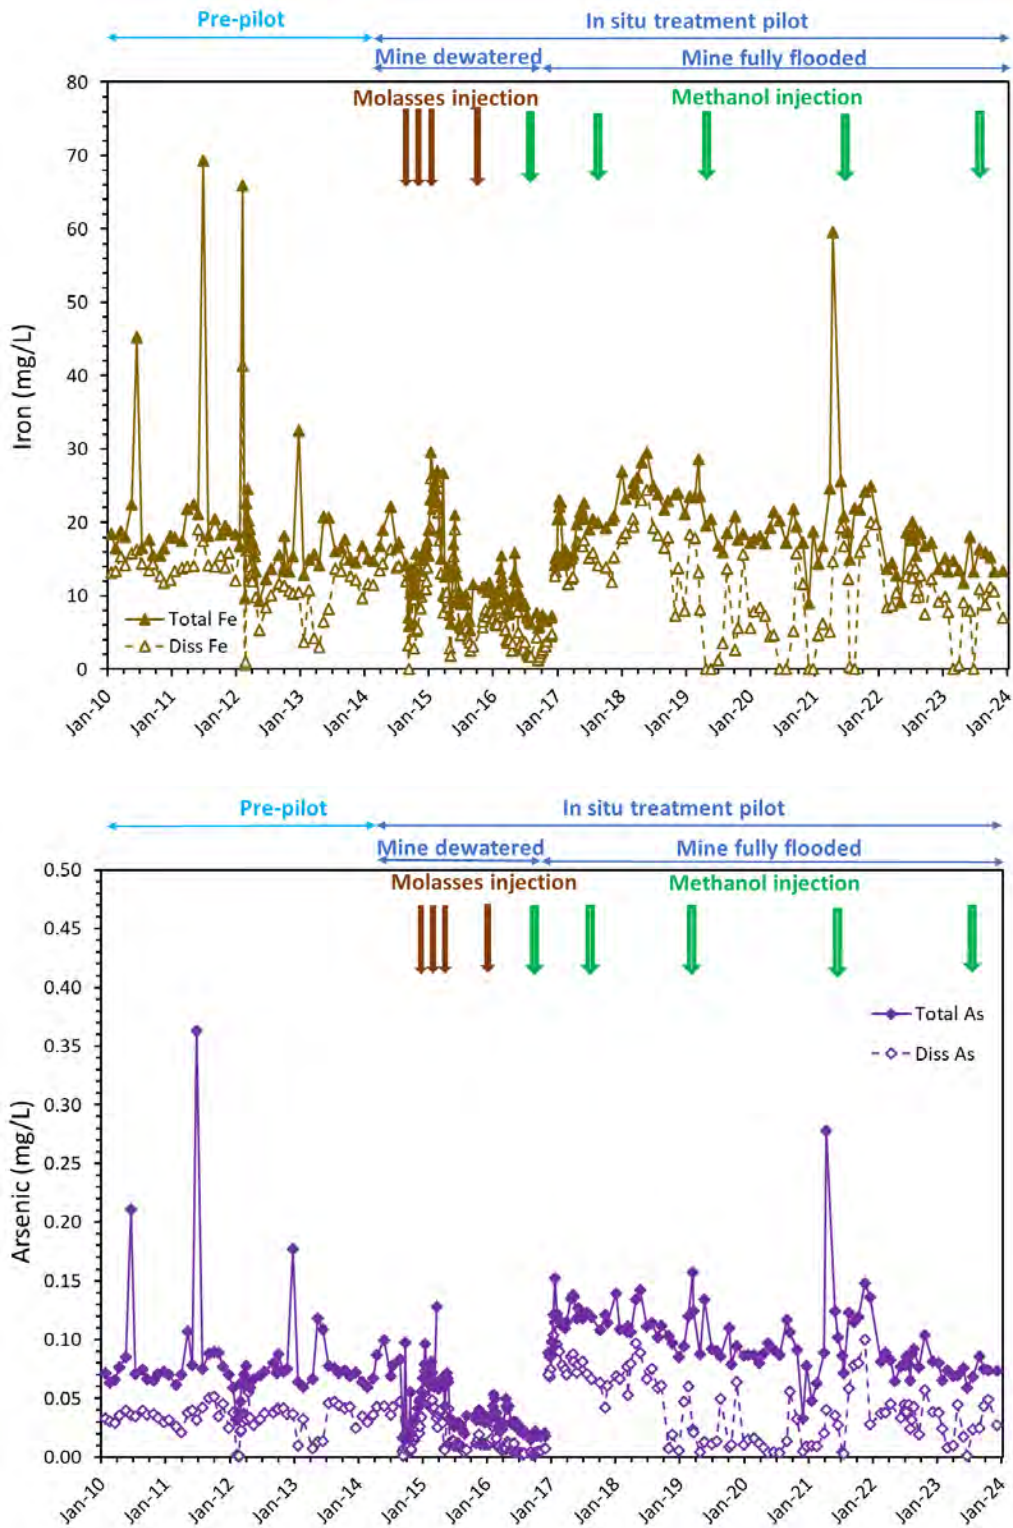 Pre-pilot
In situ treatment pilot
Mine dewatered
Mine fully flooded
80
70
60
50
40
30
20
10
0
Iron (mg/L)
Molasses injection
Methanol injection
Total Fe
Diss Fe
Jan-10
Jan-11
Jan-12
Jan-13
Jan-14
Jan-15
Jan-16
Jan-17
Jan-18
Jan-19
Jan-20
Jan-21
Jan-22
Jan-23
Jan-24
Pre-pilot
In situ treatment pilot
Mine dewatered
Mine fully flooded
0.50
0.45
0.40
0.35
0.30
0.25
0.20
0.15
0.10
0.05
0.00
Arsenic (mg/L)
Molasses injection
Methanol injection
Total As
Diss As
Jan-10
Jan-11
Jan-12
Jan-13
Jan-14
Jan-15
Jan-16
Jan-17
Jan-18
Jan-19
Jan-20
Jan-21
Jan-22
Jan-23
Jan-24